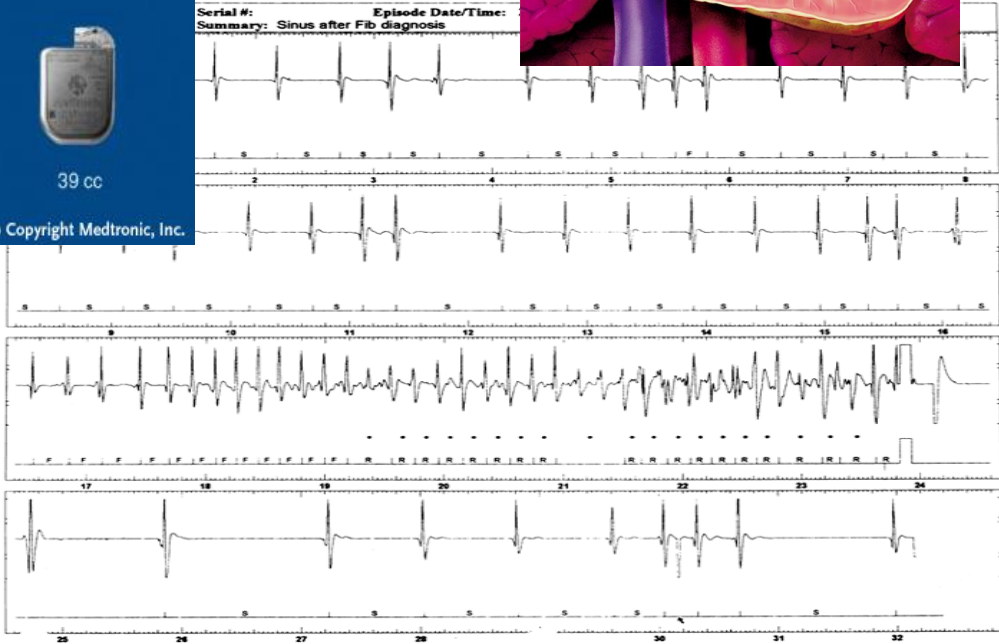 Serial #: Episode Date/Time:
Summary: Sinus after Fib diagnosis
39 cc
Copyright Medtronic, Inc.
S S S S S S S F S S S S
2 3 4 5 6 7 8
S S S S S S S S S S S S S S S
9 10 11 12 13 14 15 16
F F F F F F F F F F F F R R R R R R R R R R R R R R R R R R
17 18 19 20 21 22 23 24
S S S S S S
25 26 27 28 30 31 32